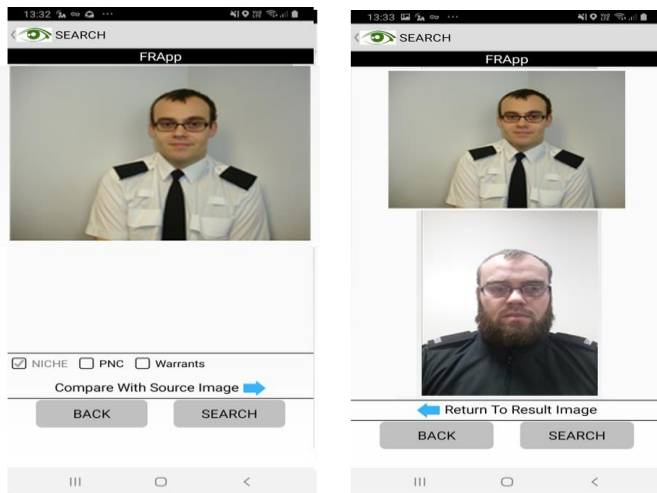 13:32
SEARCH
FRApp
NICHE PNC Warrants
Compare With Source Image
BACK SEARCH
13:33
SEARCH
FRApp
Return To Result Image
BACK SEARCH